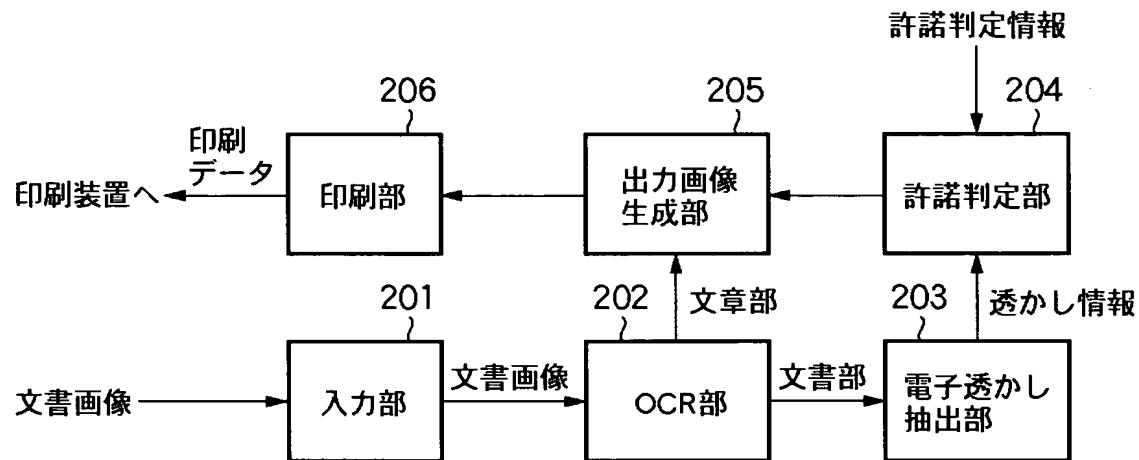 許諾判定情報
206
205
204
印刷
データ
印刷装置へ
印刷部
出力画像
生成部
許諾判定部
201
202
文章部
203
透かし情報
文書画像
入力部
文書画像
OCR部
文書部
電子透かし
抽出部